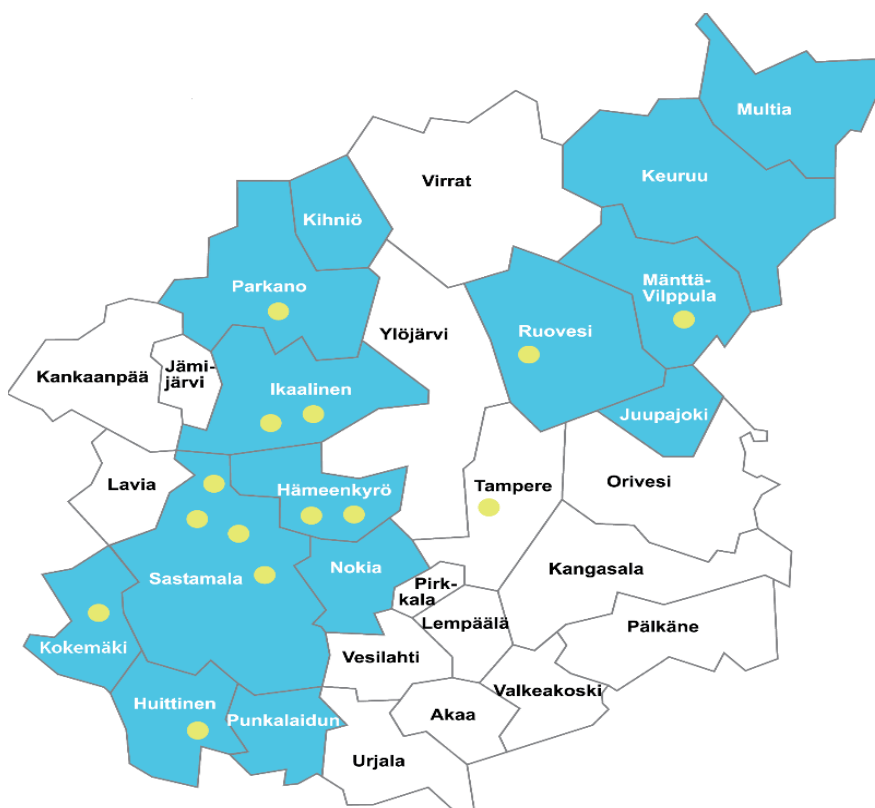 Multia
Keuruu
Virrat
Kihniö
Mänttä-
Vilppula
Parkano
Ruovesi
Ylöjärvi
Jämi-
järvi
Kankaanpää
Ikaalinen
Juupajoki
Lavia
Orivesi
Tampere
Hämeenkyrö
Nokia
Kangasala
Sastamala
Pirk-
kala
Lempäälä
Pälkäne
Kokemäki
Vesilahti
Valkeakoski
Huittinen
Punkalaidun
Akaa
Urjala